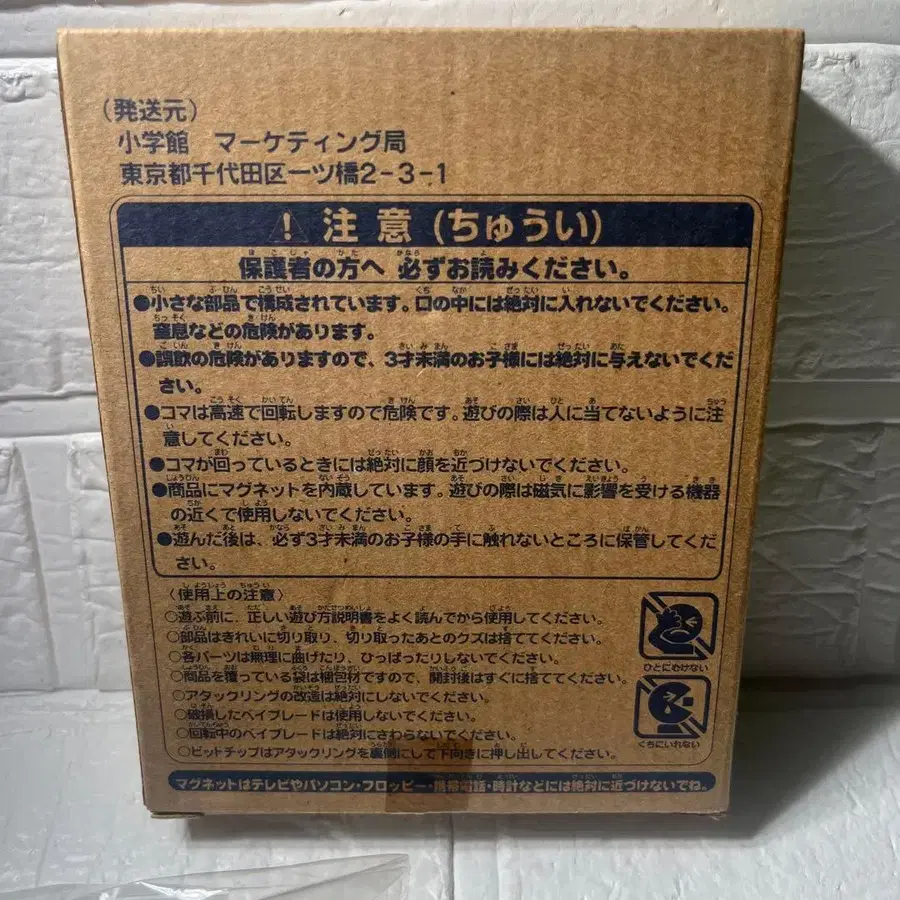 (発送元)
小学館 マーケティング局
東京都千代田区一ツ橋2-3-1
! 注意(ちゅうい)
保護者の方へ 必ずお読みください。
●小さな部品で構成されています。口の中には絶対に入れないでください。
窒息などの危険があります。
●誤飲の危険がありますので、3才未満のお子様には絶対に与えないでくだ
さい。
●コマは高速で回転しますので危険です。遊びの際は人に当てないように注
意してください。
●コマが回っているときには絶対に顔を近づけないでください。
●商品にマグネットを内蔵しています。遊びの際は磁気に影響を受ける機器
の近くで使用しないでください。
●遊んだ後は、必ず3才未満のお子様の手に触れないところに保管してくだ
さい。
〈使用上の注意〉
○遊ぶ前に、正しい遊び方説明書をよく読んでから使用してください。
○部品はきれいに切り取り、切り取ったあとのクズは捨ててください。
○各パーツは無理に曲げたり、ひっぱったりしないでください。
○商品を覆っている袋は梱包材ですので、開封後はすぐに捨ててください。
○アタックリングの改造は絶対にしないでください。
○破損したベイブレードは使用しないでください。
○回転中のベイブレードは絶対にさわらないでください。
○ビットチップはアタックリングを裏側にして下向きに押し出してください。
ひとにむけない
くちにいれない
マグネットはテレビやパソコン・フロッピー・携帯電話・時計などには絶対に近づけないでね。